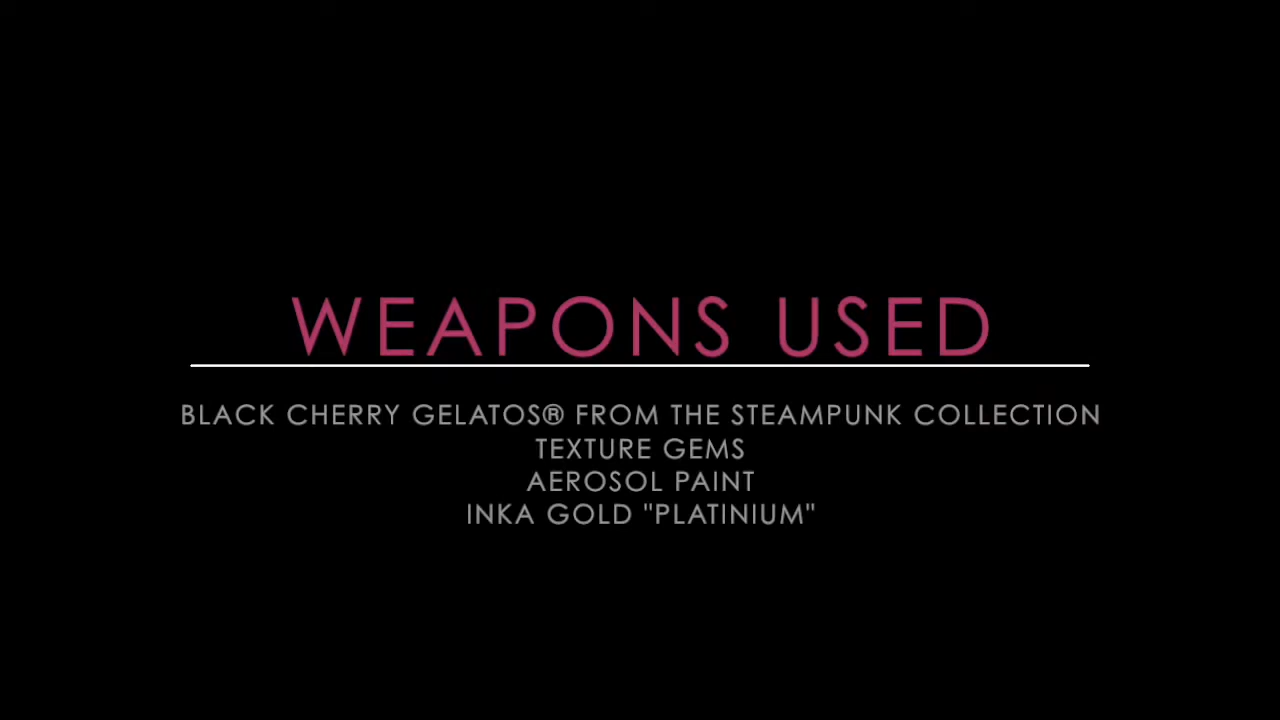 WEAPONS USED
BLACK CHERRY GELATOS® FROM THE STEAMPUNK COLLECTION
TEXTURE GEMS
AEROSOL PAINT
INKA GOLD "PLATINIUM"